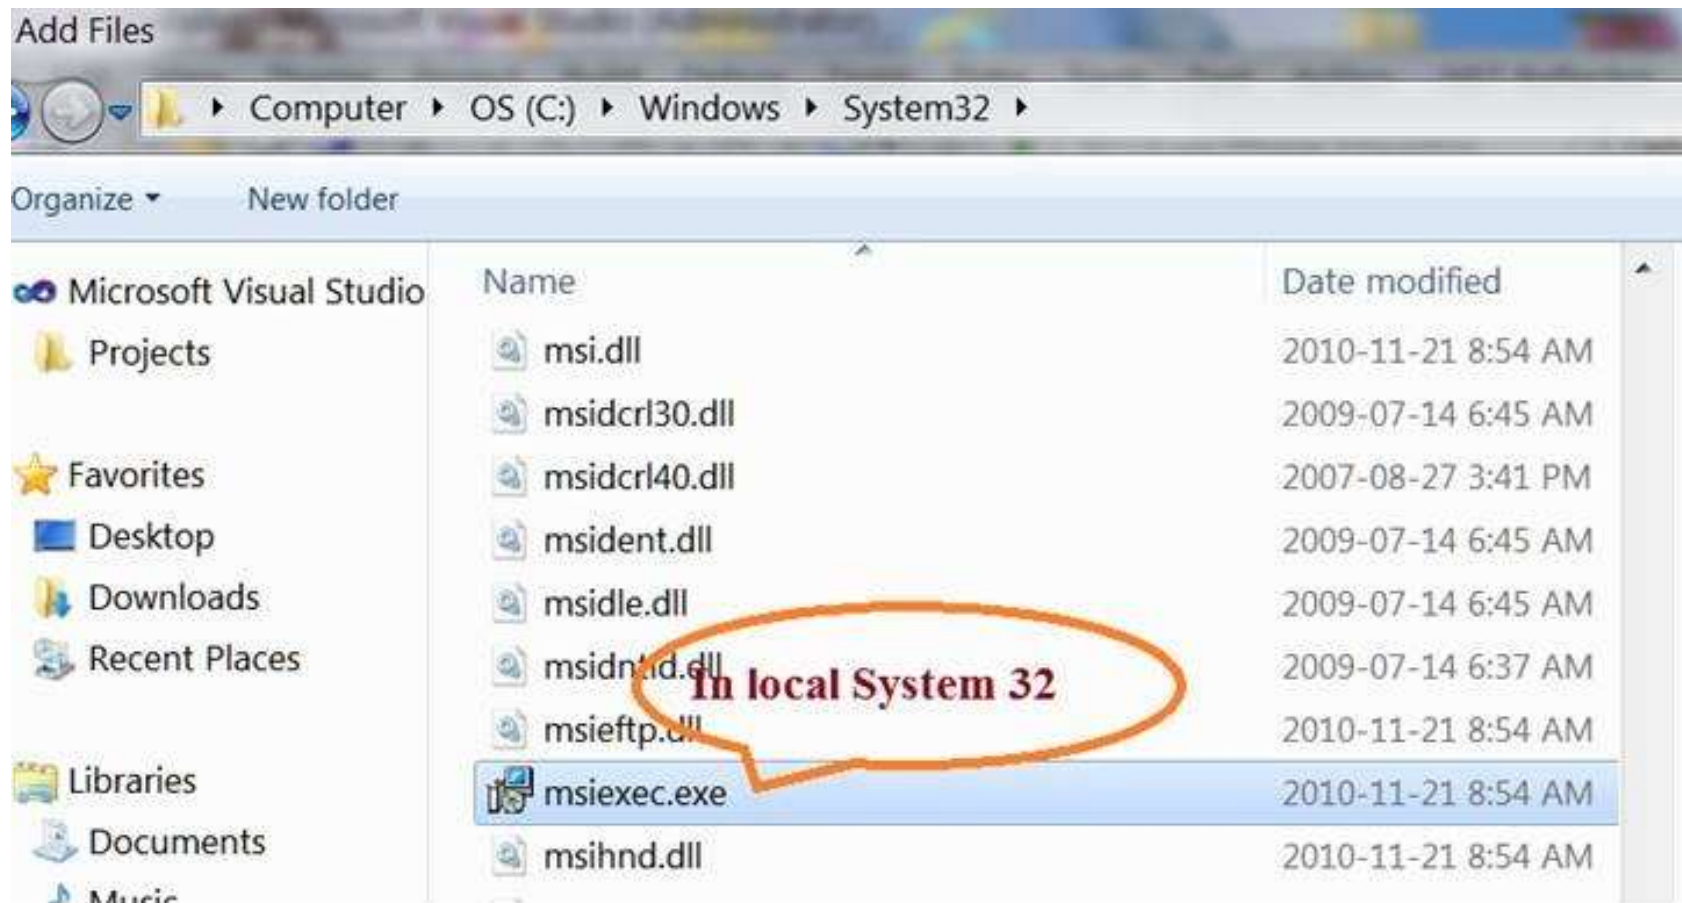 Add Files
Computer OS (C:) Windows System32
Organize New folder
Microsoft Visual Studio
Projects
Favorites
Desktop
Downloads
Recent Places
Libraries
Documents
Music
Name Date modified
msi.dll 2010-11-21 8:54 AM
msidcrl30.dll 2009-07-14 6:45 AM
msidcrl40.dll 2007-08-27 3:41 PM
msident.dll 2009-07-14 6:45 AM
msidle.dll 2009-07-14 6:45 AM
msidntld.dll 2009-07-14 6:37 AM
In local System 32
msieftp.dll 2010-11-21 8:54 AM
msiexec.exe 2010-11-21 8:54 AM
msihnd.dll 2010-11-21 8:54 AM